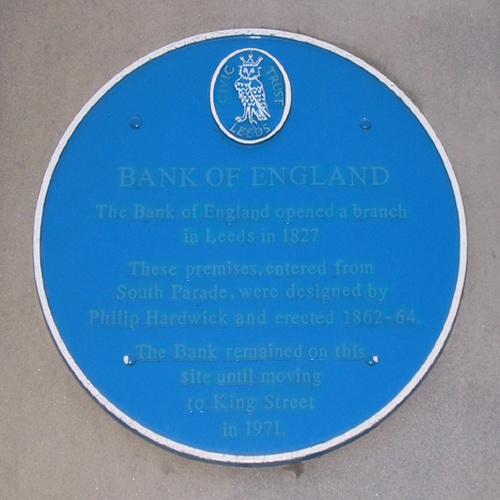 CIVIC TRUST
LEEDS
BANK OF ENGLAND
The Bank of England opened a branch
in Leeds in 1827
These premises, entered from
South Parade, were designed by
Philip Hardwick and erected 1862-64.
The Bank remained on this
site until moving
to King Street
in 1971.